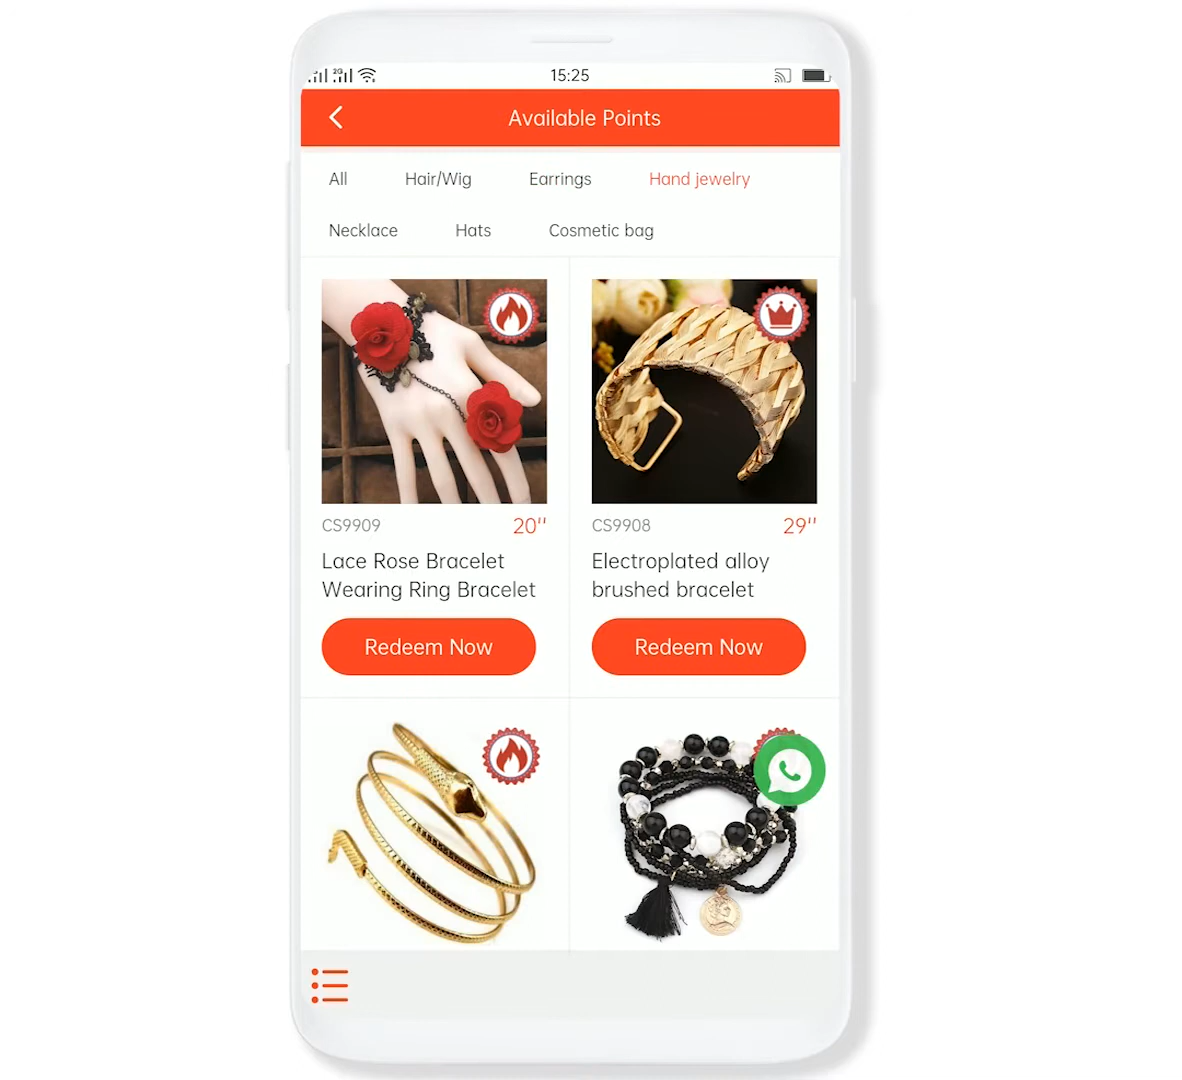 2G 15:25
Available Points
All Hair/Wig Earrings Hand jewelry
Necklace Hats Cosmetic bag
CS9909 20''
Lace Rose Bracelet
Wearing Ring Bracelet
Redeem Now
CS9908 29''
Electroplated alloy
brushed bracelet
Redeem Now